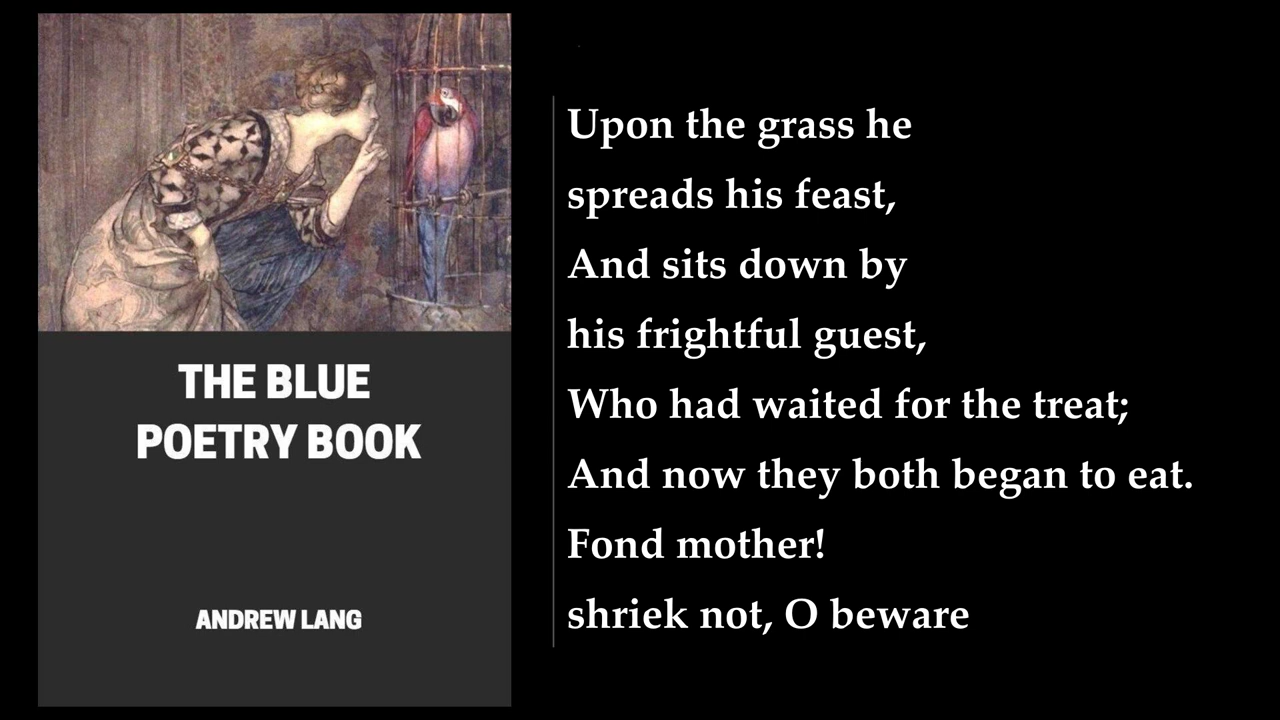 THE BLUE
POETRY BOOK
ANDREW LANG
Upon the grass he
spreads his feast,
And sits down by
his frightful guest,
Who had waited for the treat;
And now they both began to eat.
Fond mother!
shriek not, O beware